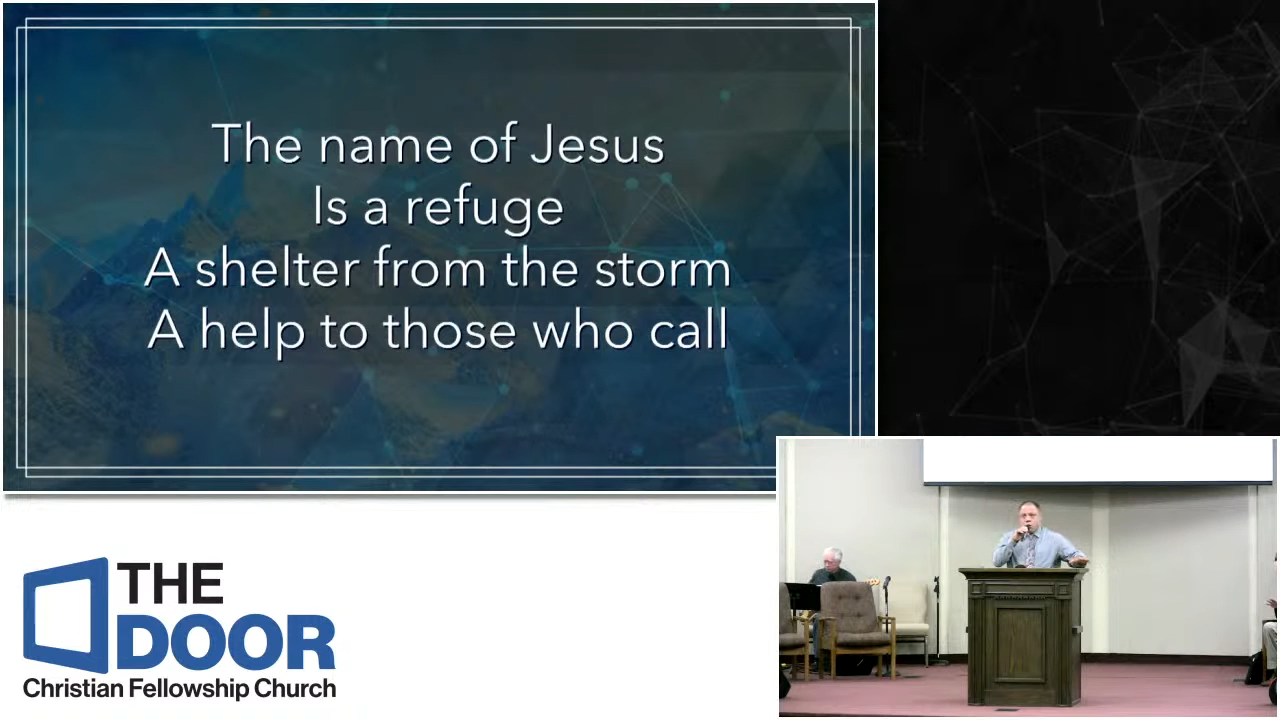 The name of Jesus
Is a refuge
A shelter from the storm
A help to those who call
THE
DOOR
Christian Fellowship Church